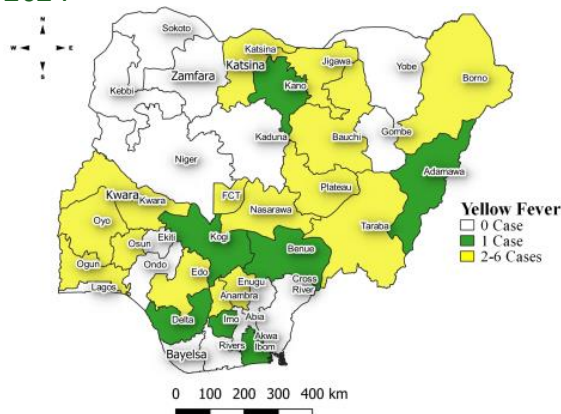 N
W E
S
Sokoto
Katsina
Katsina
Jigawa
Yobe
Borno
Zamfara
Kebbi
Kano
Kaduna
Bauchi
Gombe
Adamawa
Niger
Kwara
Kwara
FCT
Plateau
Nasarawa
Taraba
Oyo
Osun
Ekiti
Kogi
Benue
Ogun
Ondo
Edo
Enugu
Cross
River
Lagos
Anambra
Delta
Imo
Abia
Bayelsa
Rivers
Akwa
Ibom
Yellow Fever
0 Case
1 Case
2-6 Cases
0 100 200 300 400 km